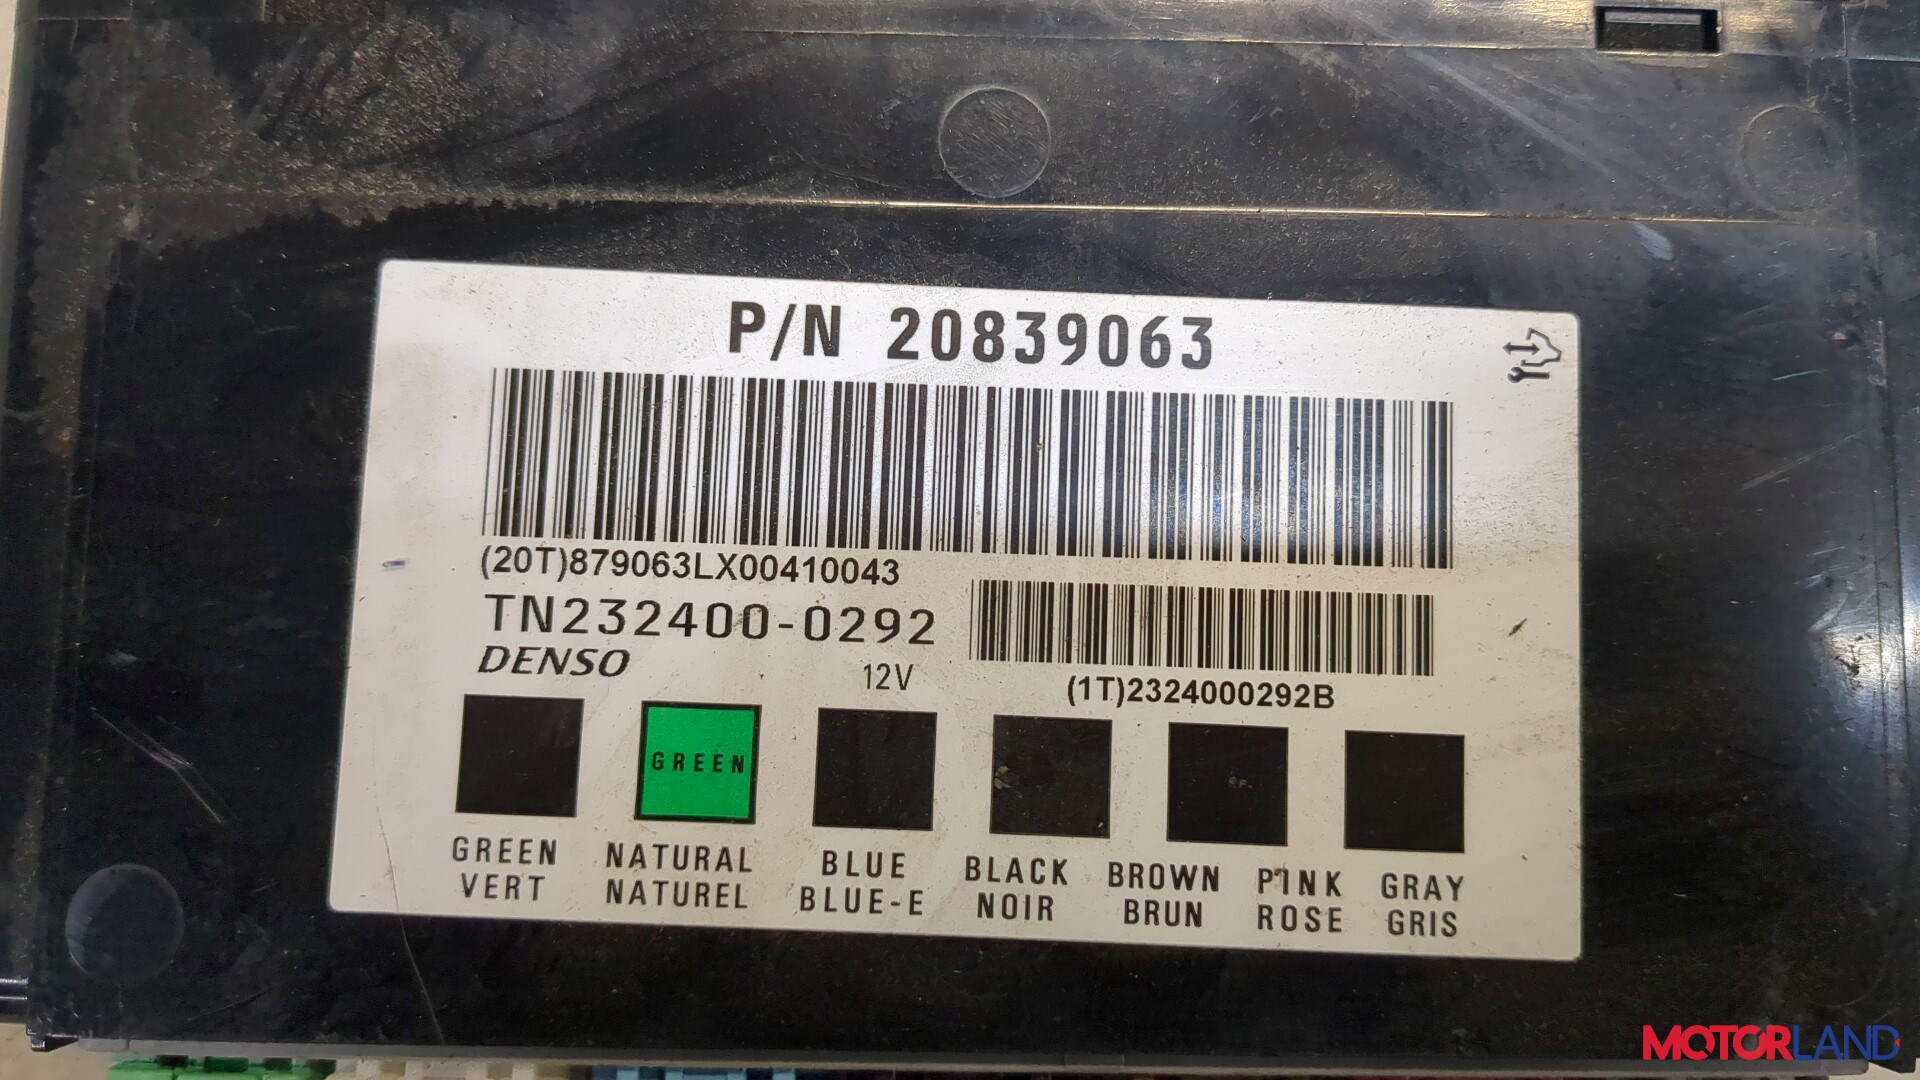 P/N 20839063
(20T)879063LX00410043
TN232400-0292
DENSO 12V
(1T)2324000292B
GREEN
GREEN NATURAL BLUE BLACK BROWN PINK GRAY
VERT NATUREL BLUE-E NOIR BRUN ROSE GRIS
MOTORLAND